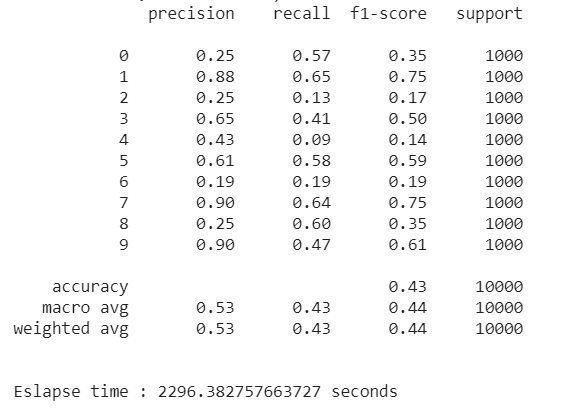 precision recall f1-score support
0 0.25 0.57 0.35 1000
1 0.88 0.65 0.75 1000
2 0.25 0.13 0.17 1000
3 0.65 0.41 0.50 1000
4 0.43 0.09 0.14 1000
5 0.61 0.58 0.59 1000
6 0.19 0.19 0.19 1000
7 0.90 0.64 0.75 1000
8 0.25 0.60 0.35 1000
9 0.90 0.47 0.61 1000
accuracy 0.43 10000
macro avg 0.53 0.43 0.44 10000
weighted avg 0.53 0.43 0.44 10000
Eslapse time : 2296.382757663727 seconds